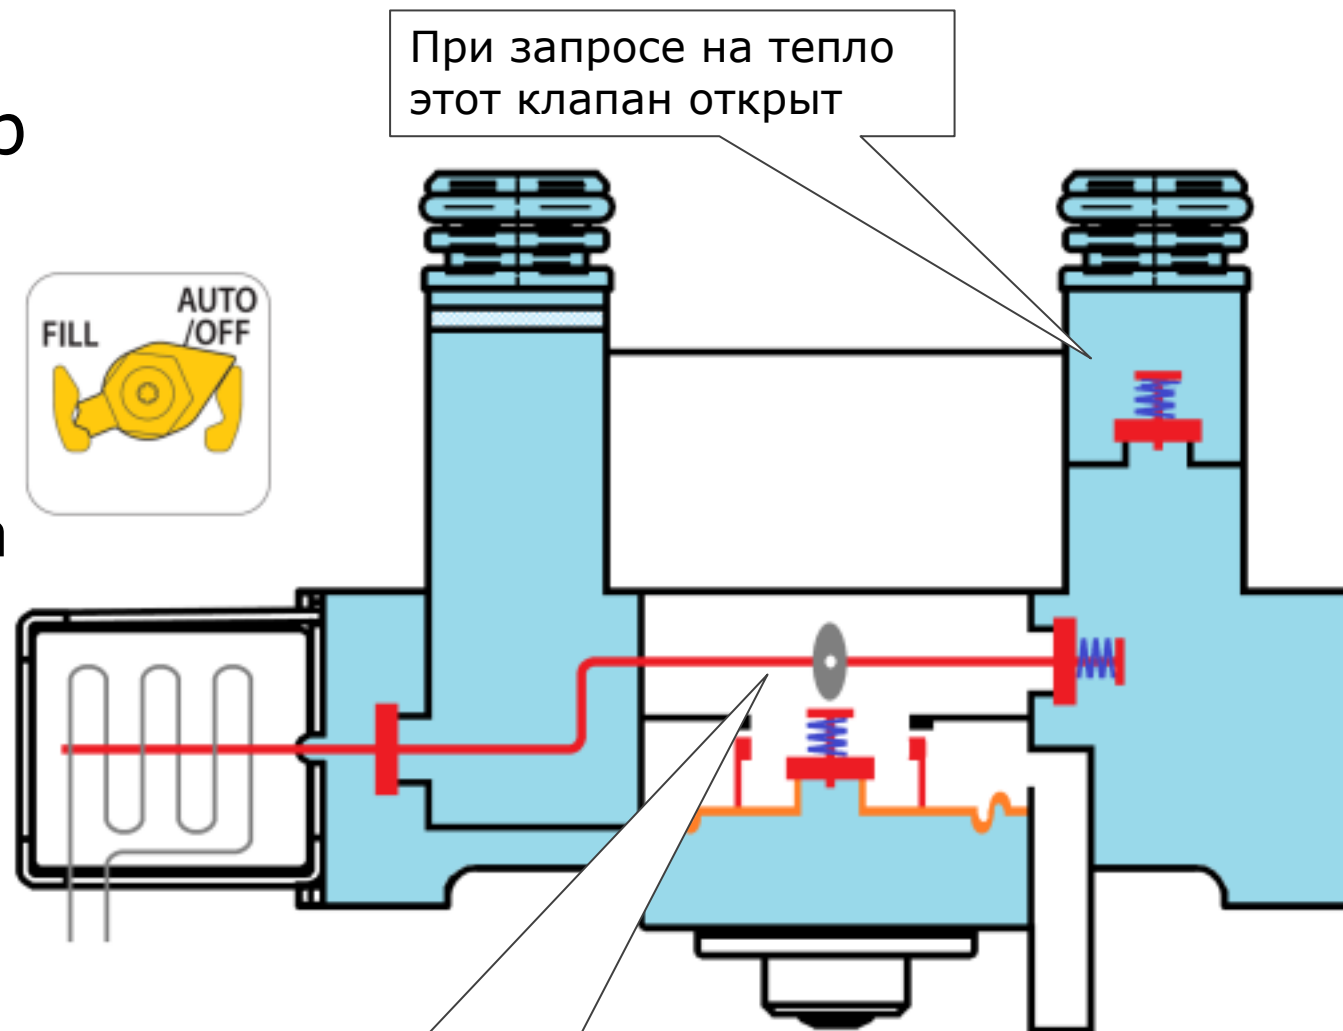 При запросе на тепло
этот клапан открыт
р
AUTO
FILL /OFF